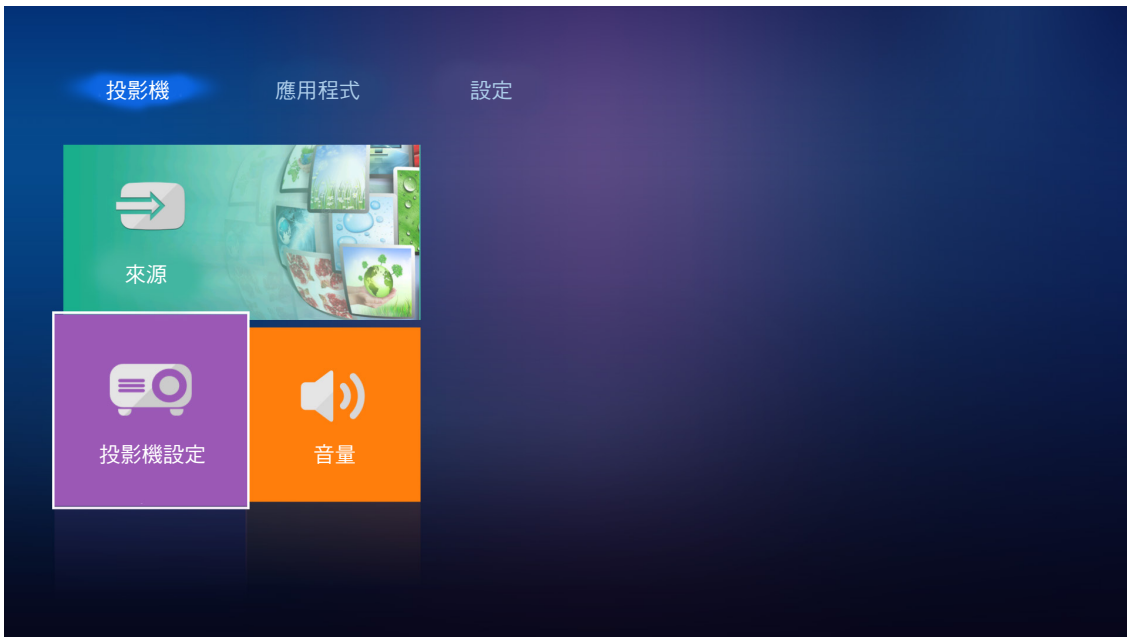 投影機 應用程式 設定
來源
投影機設定 音量